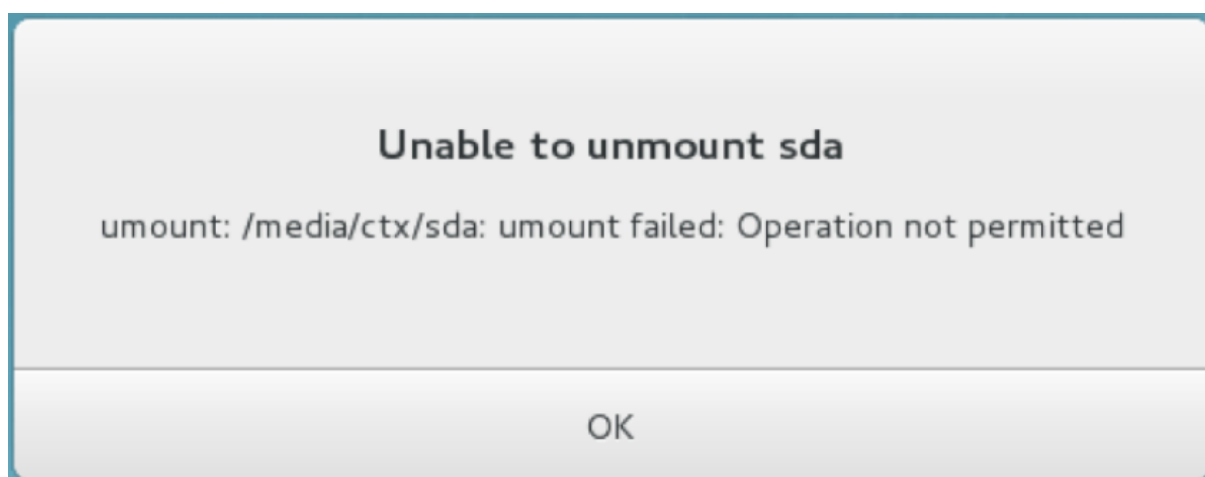 Unable to unmount sda
umount: /media/ctx/sda: umount failed: Operation not permitted
OK